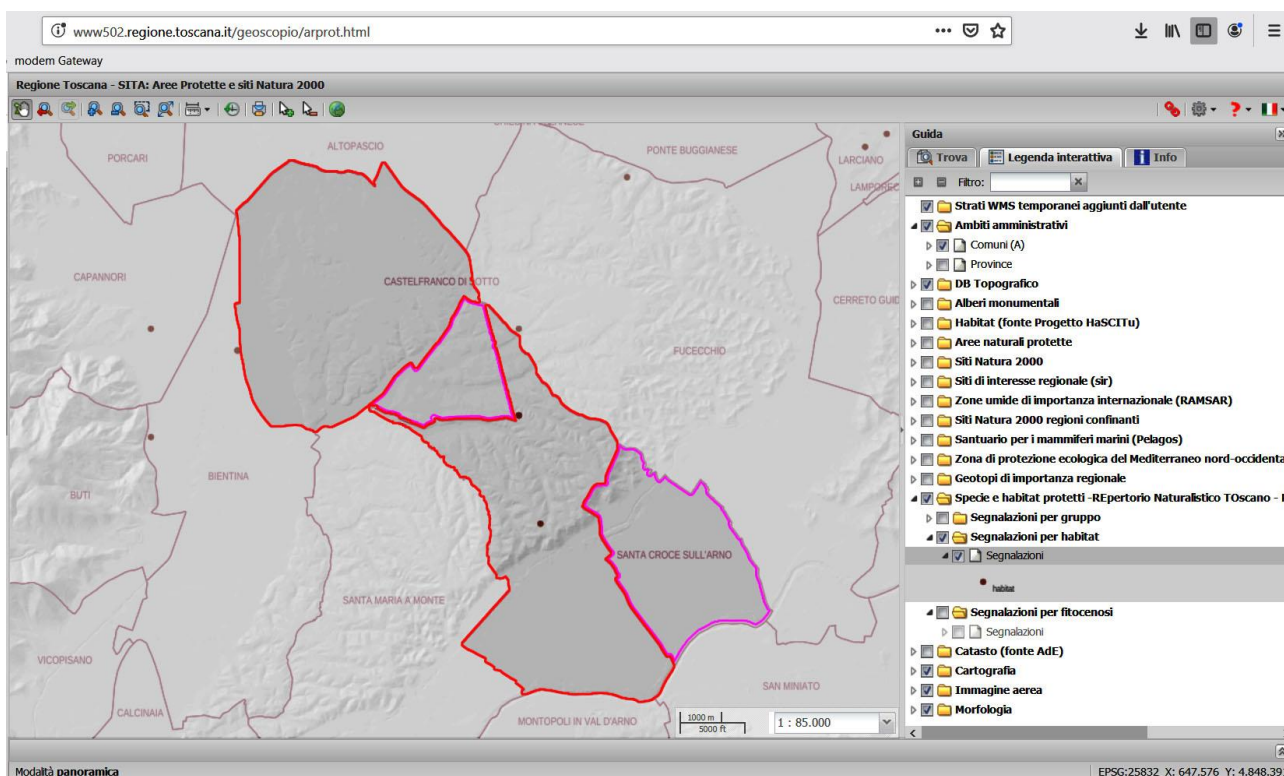 www502.regione.toscana.it/geoscopio/arprot.html
modem Gateway
Regione Toscana - SITA: Aree Protette e siti Natura 2000
PORCARI
ALTOPASCIO
PONTE BUGGIANESE
LARCIANO
LAMPOREC
CAPANNORI
CASTELFRANCO DI SOTTO
CERRETO GUID
FUCECCHIO
BIENTINA
BUTI
SANTA CROCE SULL'ARNO
SANTA MARIA A MONTE
VICOPISANO
SAN MINIATO
CALCINAIA
MONTOPOLI IN VAL D'ARNO
1000 m
5000 ft
1 : 85.000
Guida
Trova Legenda interattiva Info
Filtro:
Strati WMS temporanei aggiunti dall'utente
Ambiti amministrativi
Comuni (A)
Province
DB Topografico
Alberi monumentali
Habitat (fonte Progetto HaSCITu)
Aree naturali protette
Siti Natura 2000
Siti di interesse regionale (sir)
Zone umide di importanza internazionale (RAMSAR)
Siti Natura 2000 regioni confinanti
Santuario per i mammiferi marini (Pelagos)
Zona di protezione ecologica del Mediterraneo nord-occidenta
Geotopi di importanza regionale
Specie e habitat protetti -REpertorio Naturalistico TOscano -
Segnalazioni per gruppo
Segnalazioni per habitat
Segnalazioni
habitat
Segnalazioni per fitocenosi
Segnalazioni
Catasto (fonte AdE)
Cartografia
Immagine aerea
Morfologia
Modalità panoramica
EPSG:25832 X: 647.576 Y: 4.848.39